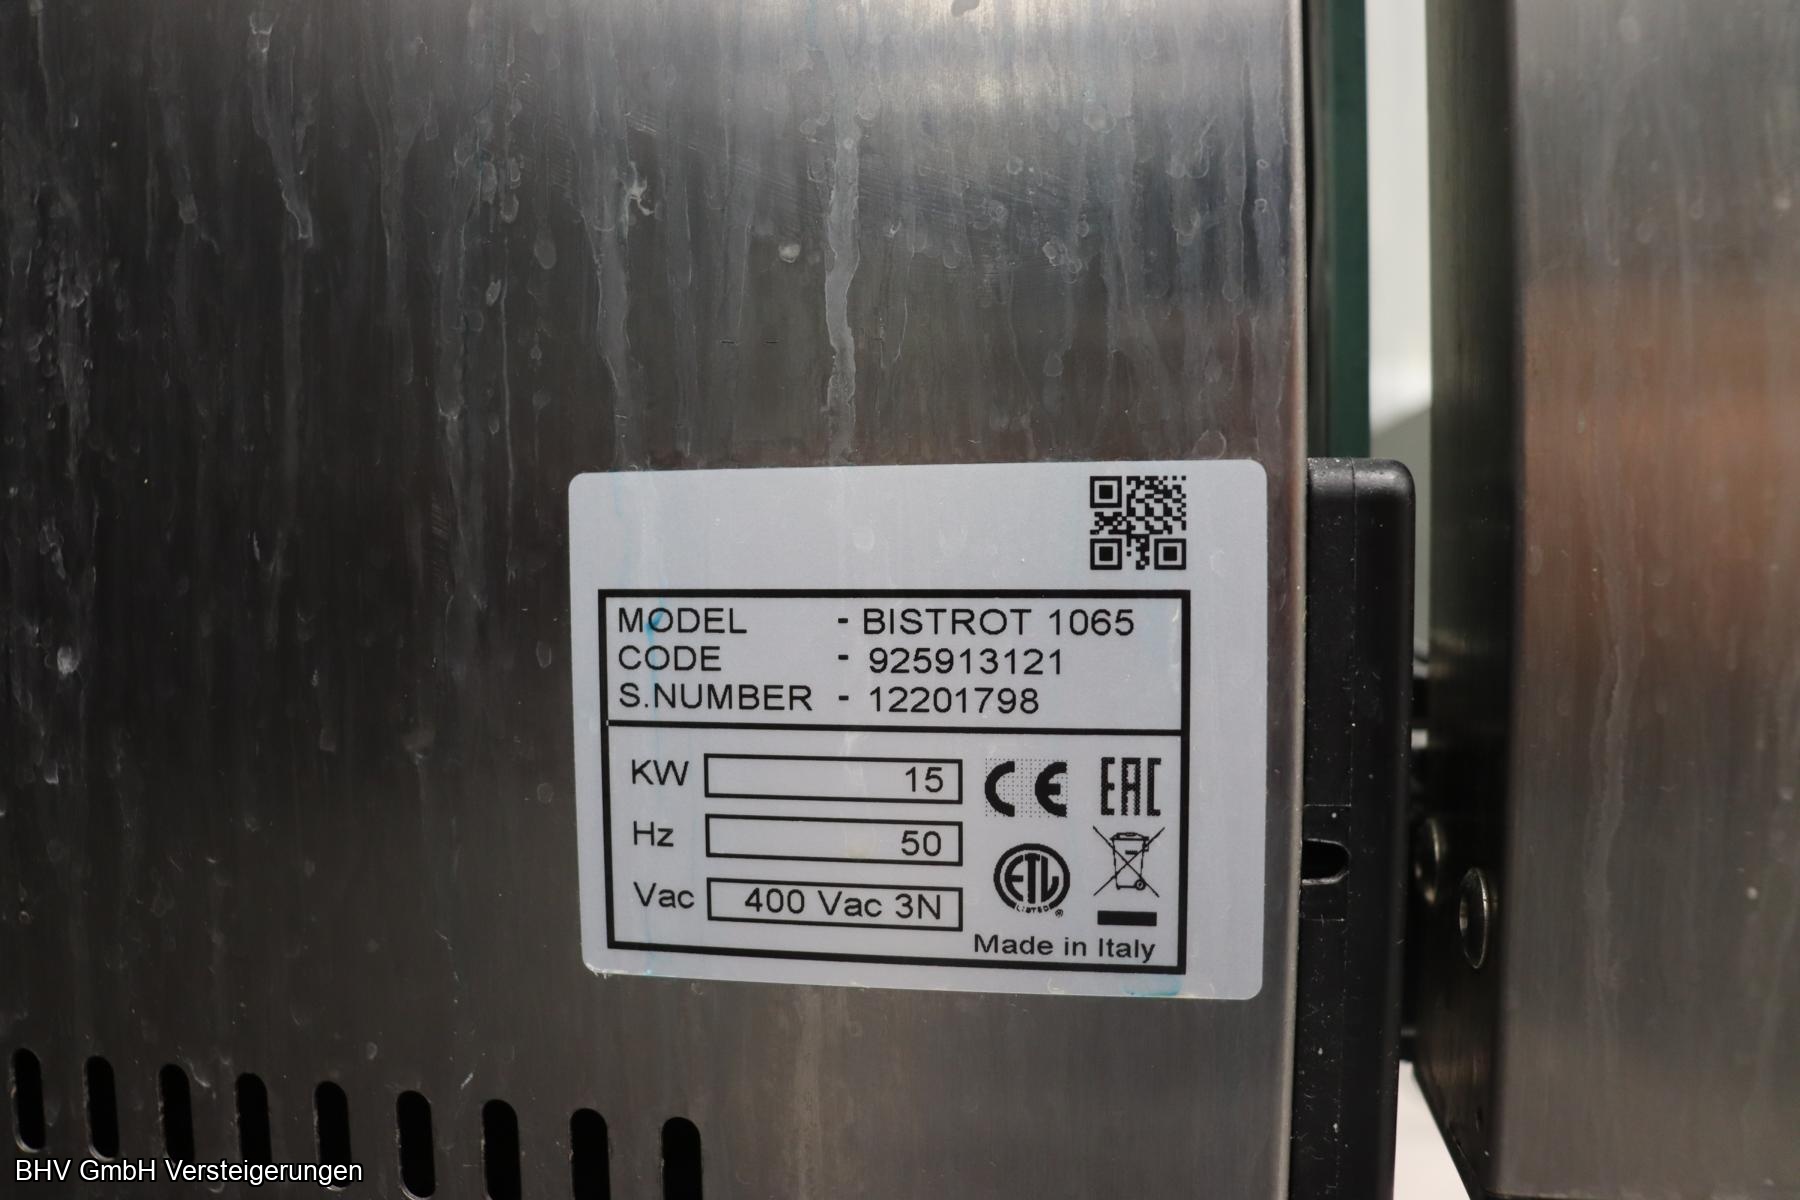 MODEL - BISTROT 1065
CODE - 925913121
S.NUMBER - 12201798
KW 15
Hz 50
Vac 400 Vac 3N
CE EAC
ETL
LISTED
®
Made in Italy
BHV GmbH Versteigerungen